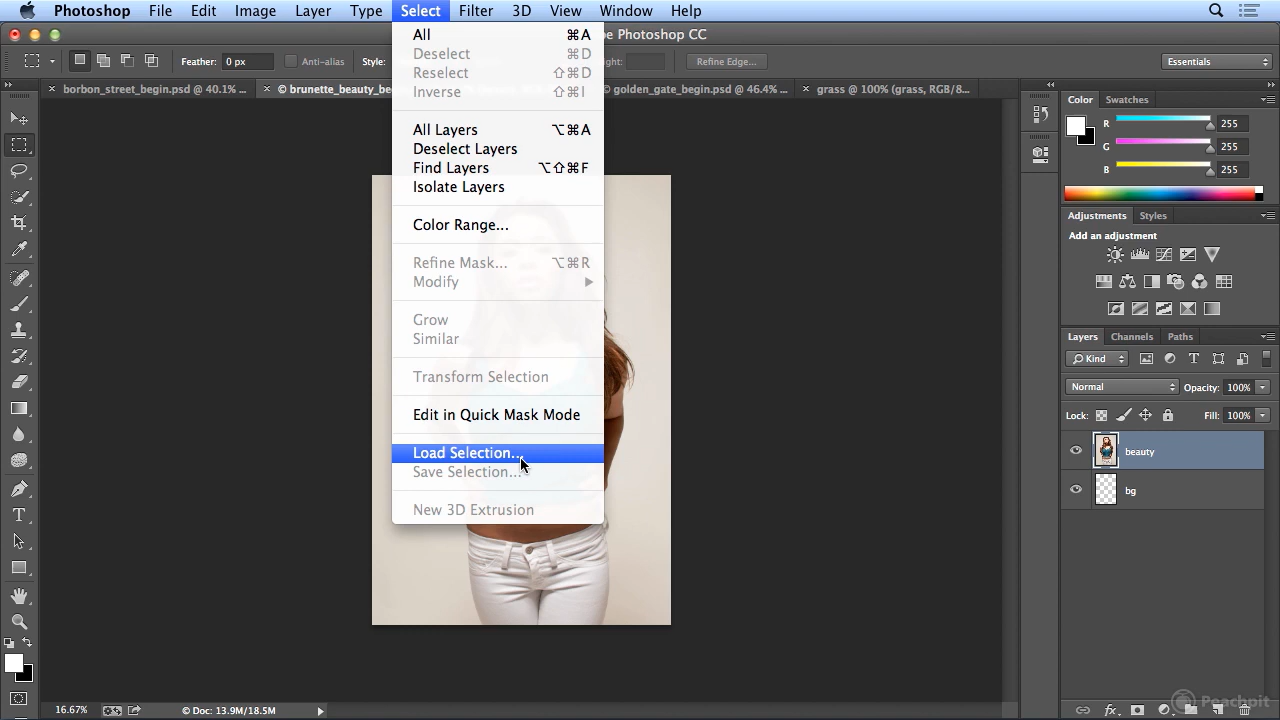 Photoshop File Edit Image Layer Type Select Filter 3D View Window Help
be Photoshop CC
Feather: 0 px Anti-alias Style: Refine Edge... Essentials
× borbon_street_begin.psd @ 40.1% ... × © brunette_beauty_be © golden_gate_begin.psd @ 46.4% ... × grass @ 100% (grass, RGB/8...
All ⌘A
Deselect ⌘D
Reselect ⇧⌘D
Inverse ⇧⌘I
All Layers ⌥⌘A
Deselect Layers
Find Layers ⌥⇧⌘F
Isolate Layers
Color Range...
Refine Mask... ⌥⌘R
Modify
Grow
Similar
Transform Selection
Edit in Quick Mask Mode
Load Selection...
Save Selection...
New 3D Extrusion
Color Swatches
R 255
G 255
B 255
Adjustments Styles
Add an adjustment
Layers Channels Paths
Kind
Normal Opacity: 100%
Lock: Fill: 100%
beauty
bg
16.67% © Doc: 13.9M/18.5M
Peachpit